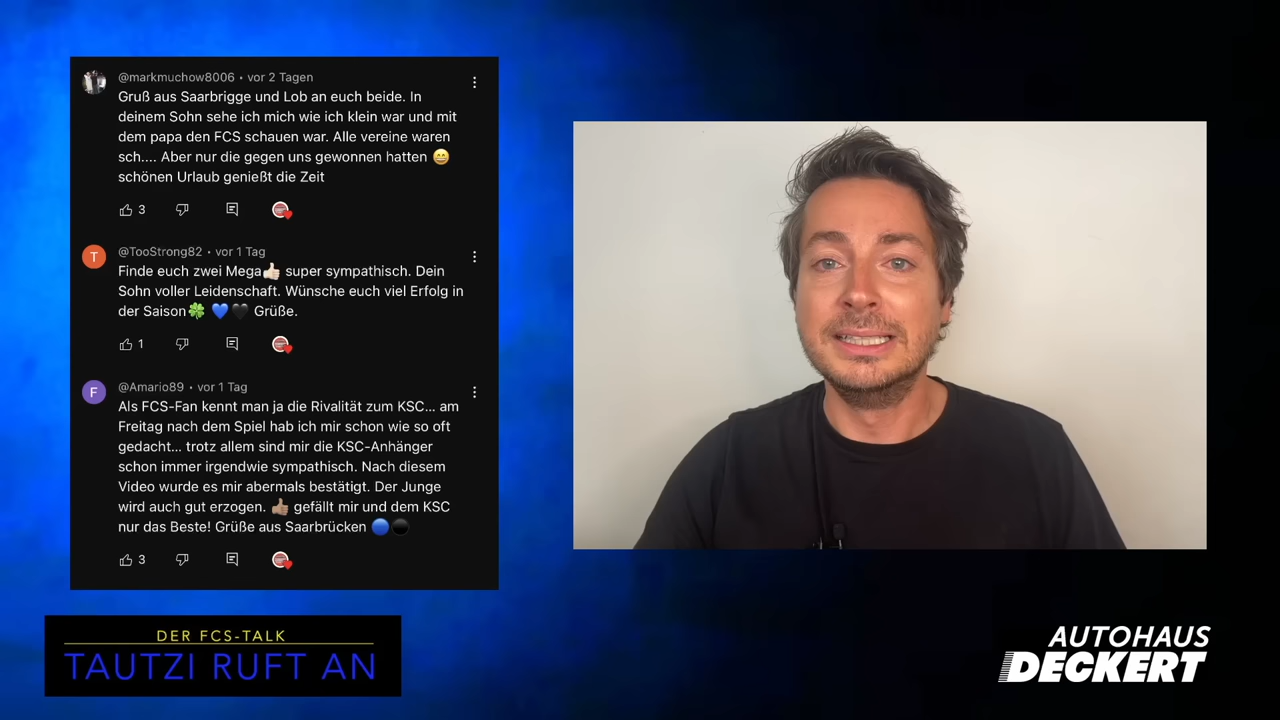 @markmuchow8006 • vor 2 Tagen
Gruß aus Saarbrigge und Lob an euch beide. In
deinem Sohn sehe ich mich wie ich klein war und mit
dem papa den FCS schauen war. Alle vereine waren
sch.... Aber nur die gegen uns gewonnen hatten 😄
schönen Urlaub genießt die Zeit
3
T
@TooStrong82 • vor 1 Tag
Finde euch zwei Mega👍🏻 super sympathisch. Dein
Sohn voller Leidenschaft. Wünsche euch viel Erfolg in
der Saison🍀 💙🖤 Grüße.
1
F
@Amario89 • vor 1 Tag
Als FCS-Fan kennt man ja die Rivalität zum KSC... am
Freitag nach dem Spiel hab ich mir schon wie so oft
gedacht... trotz allem sind mir die KSC-Anhänger
schon immer irgendwie sympathisch. Nach diesem
Video wurde es mir abermals bestätigt. Der Junge
wird auch gut erzogen. 👍🏽 gefällt mir und dem KSC
nur das Beste! Grüße aus Saarbrücken 🔵⚫
3
DER FCS-TALK
TAUTZI RUFT AN
AUTOHAUS
DECKERT